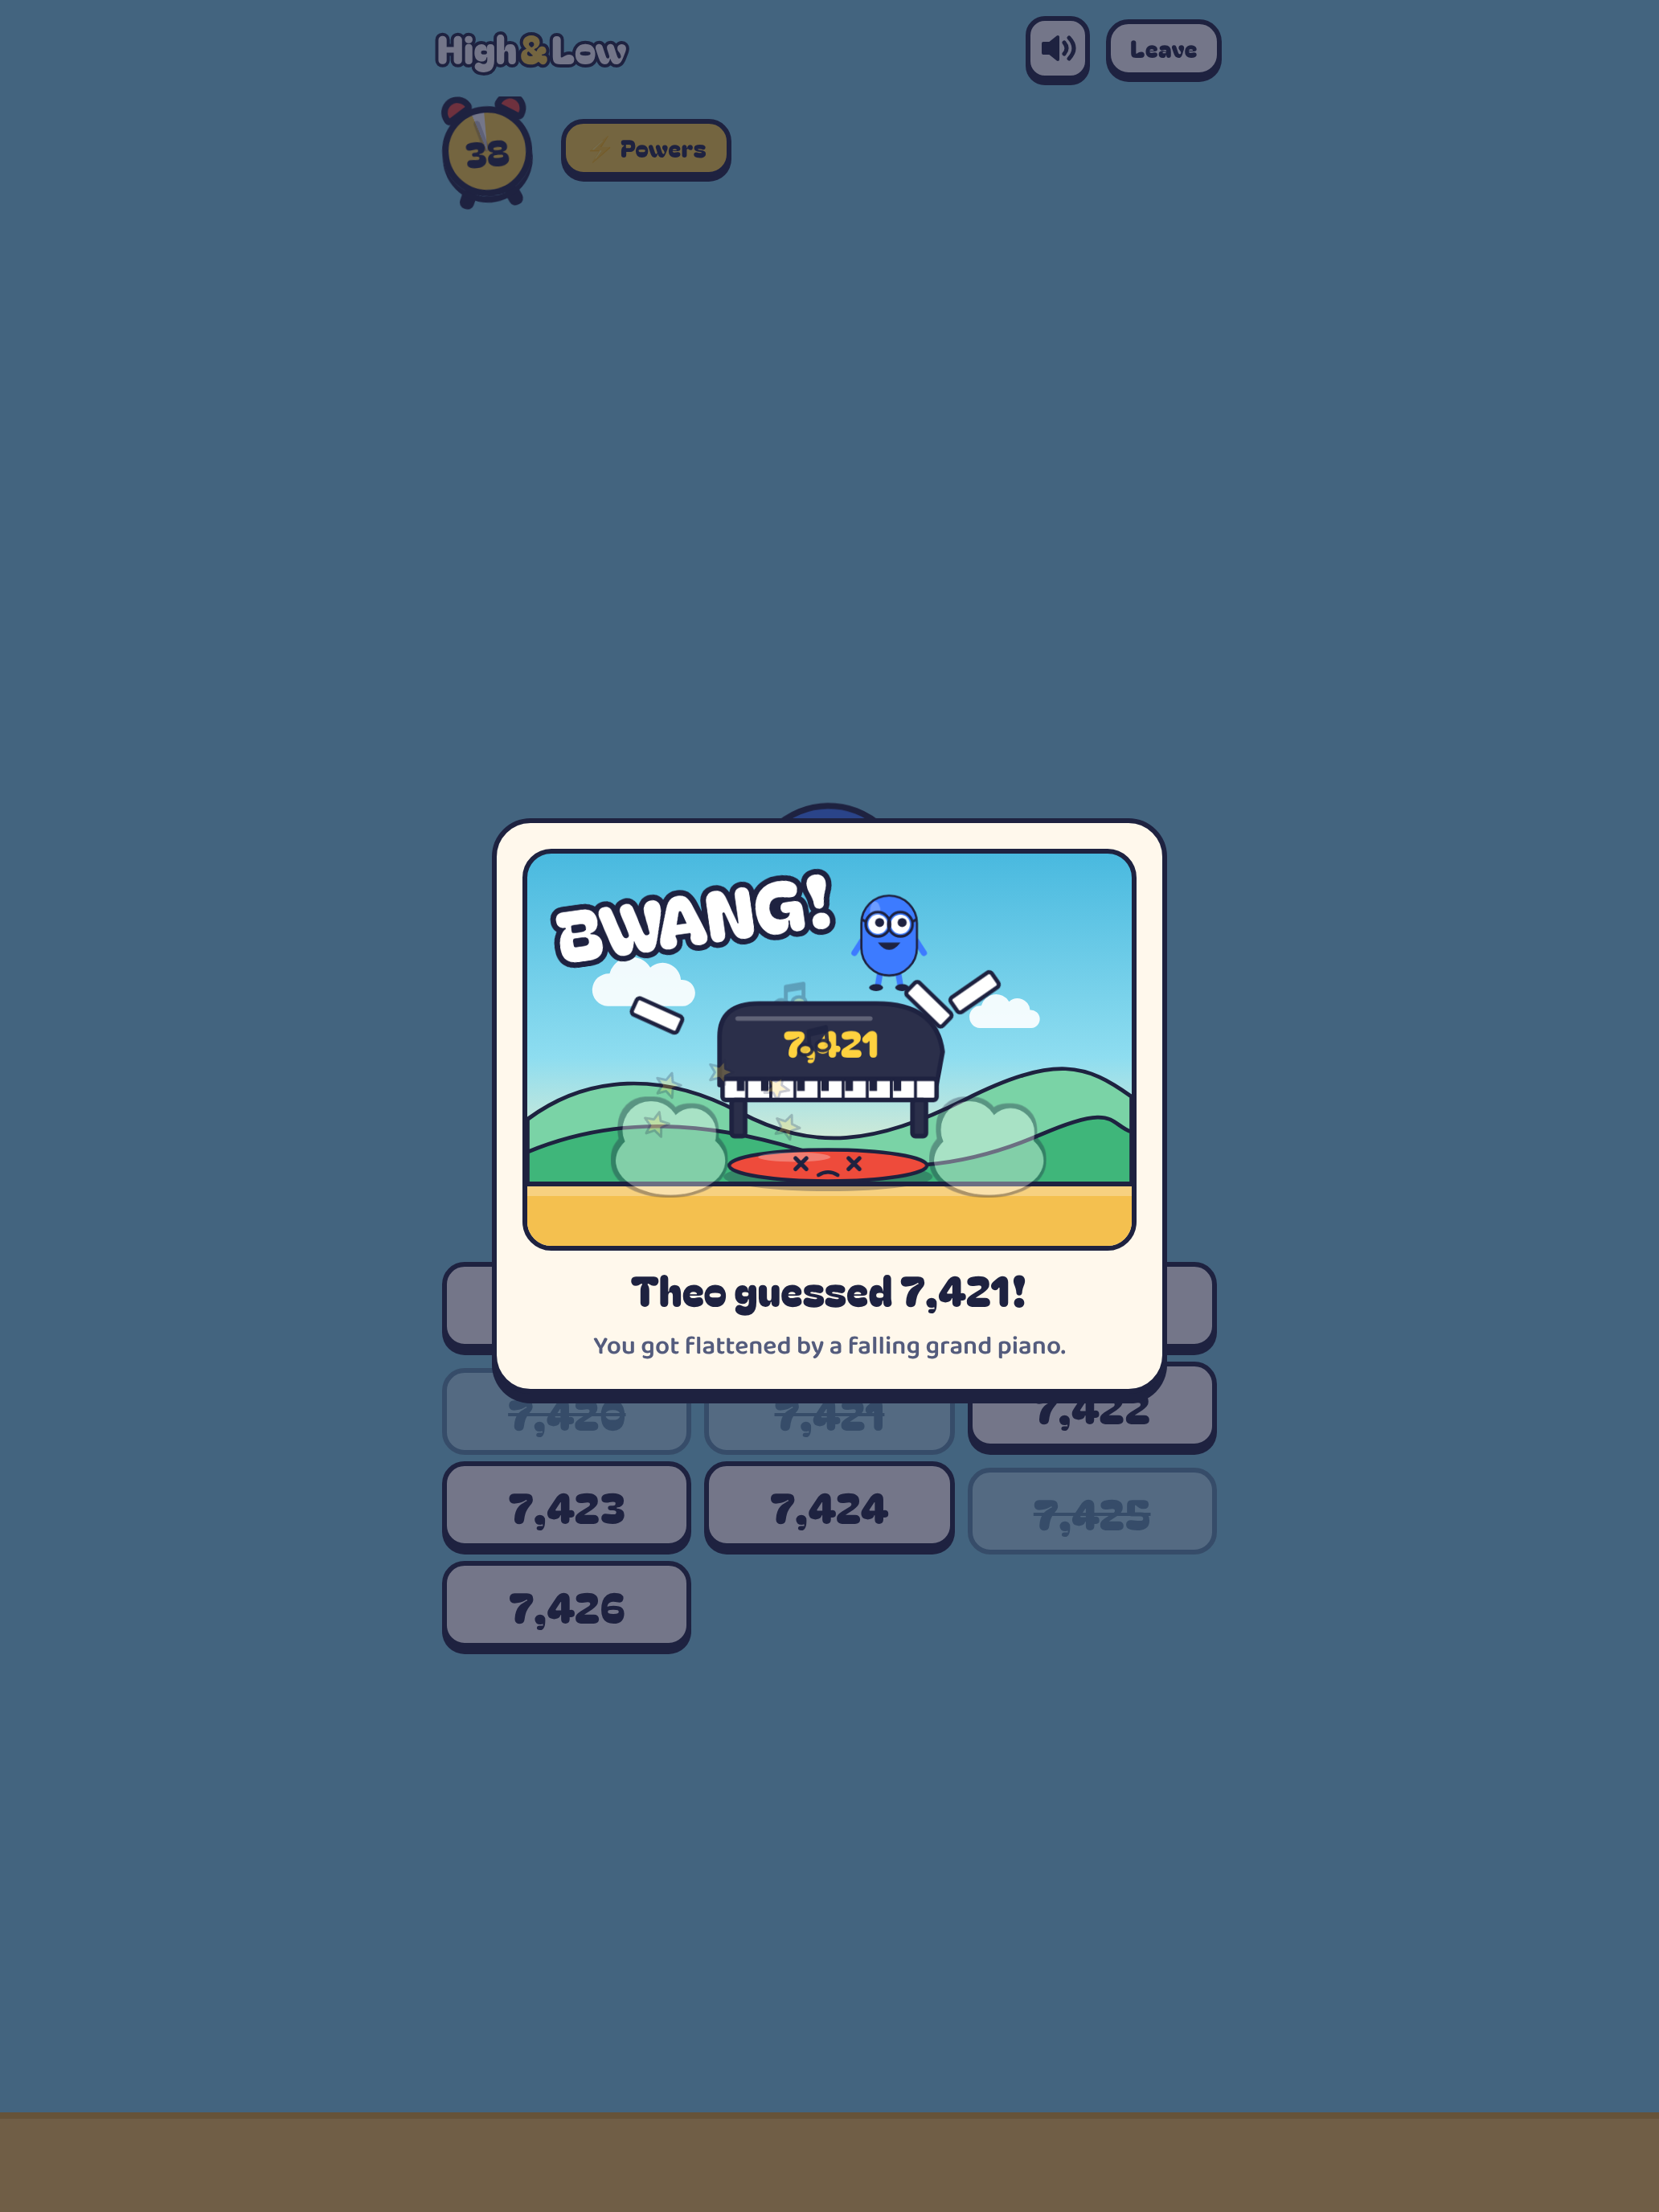 High & Low
Leave
38
Powers
BWANG!
7,421
Theo guessed 7,421!
You got flattened by a falling grand piano.
7,420 7,421 7,422
7,423 7,424 7,425
7,426